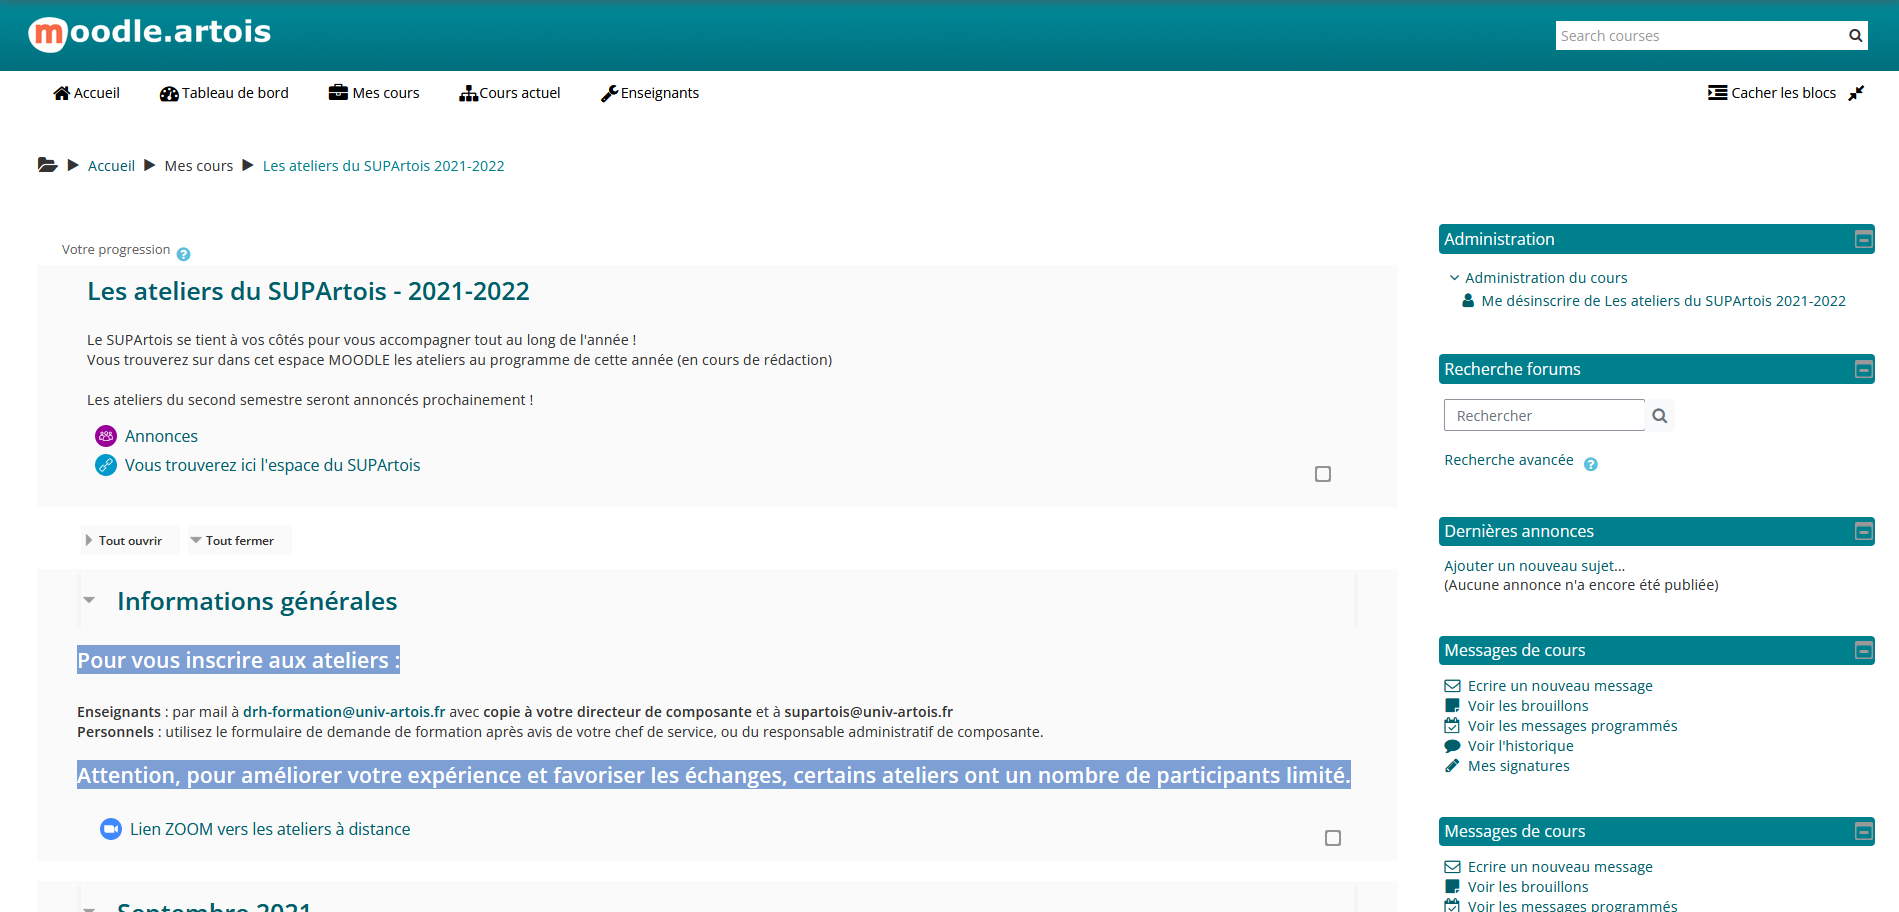 moodle.artois
Search courses
Accueil
Tableau de bord
Mes cours
Cours actuel
Enseignants
Cacher les blocs
Accueil
Mes cours
Les ateliers du SUPArtois 2021-2022
Votre progression
Les ateliers du SUPArtois - 2021-2022
Le SUPArtois se tient à vos côtés pour vous accompagner tout au long de l'année !
Vous trouverez sur dans cet espace MOODLE les ateliers au programme de cette année (en cours de rédaction)
Les ateliers du second semestre seront annoncés prochainement !
Annonces
Vous trouverez ici l'espace du SUPArtois
Tout ouvrir
Tout fermer
Informations générales
Pour vous inscrire aux ateliers :
Enseignants : par mail à drh-formation@univ-artois.fr avec copie à votre directeur de composante et à supartois@univ-artois.fr
Personnels : utilisez le formulaire de demande de formation après avis de votre chef de service, ou du responsable administratif de composante.
Attention, pour améliorer votre expérience et favoriser les échanges, certains ateliers ont un nombre de participants limité.
Lien ZOOM vers les ateliers à distance
Septembre 2021
Administration
Administration du cours
Me désinscrire de Les ateliers du SUPArtois 2021-2022
Recherche forums
Rechercher
Recherche avancée
Dernières annonces
Ajouter un nouveau sujet...
(Aucune annonce n'a encore été publiée)
Messages de cours
Ecrire un nouveau message
Voir les brouillons
Voir les messages programmés
Voir l'historique
Mes signatures
Messages de cours
Ecrire un nouveau message
Voir les brouillons
Voir les messages programmés